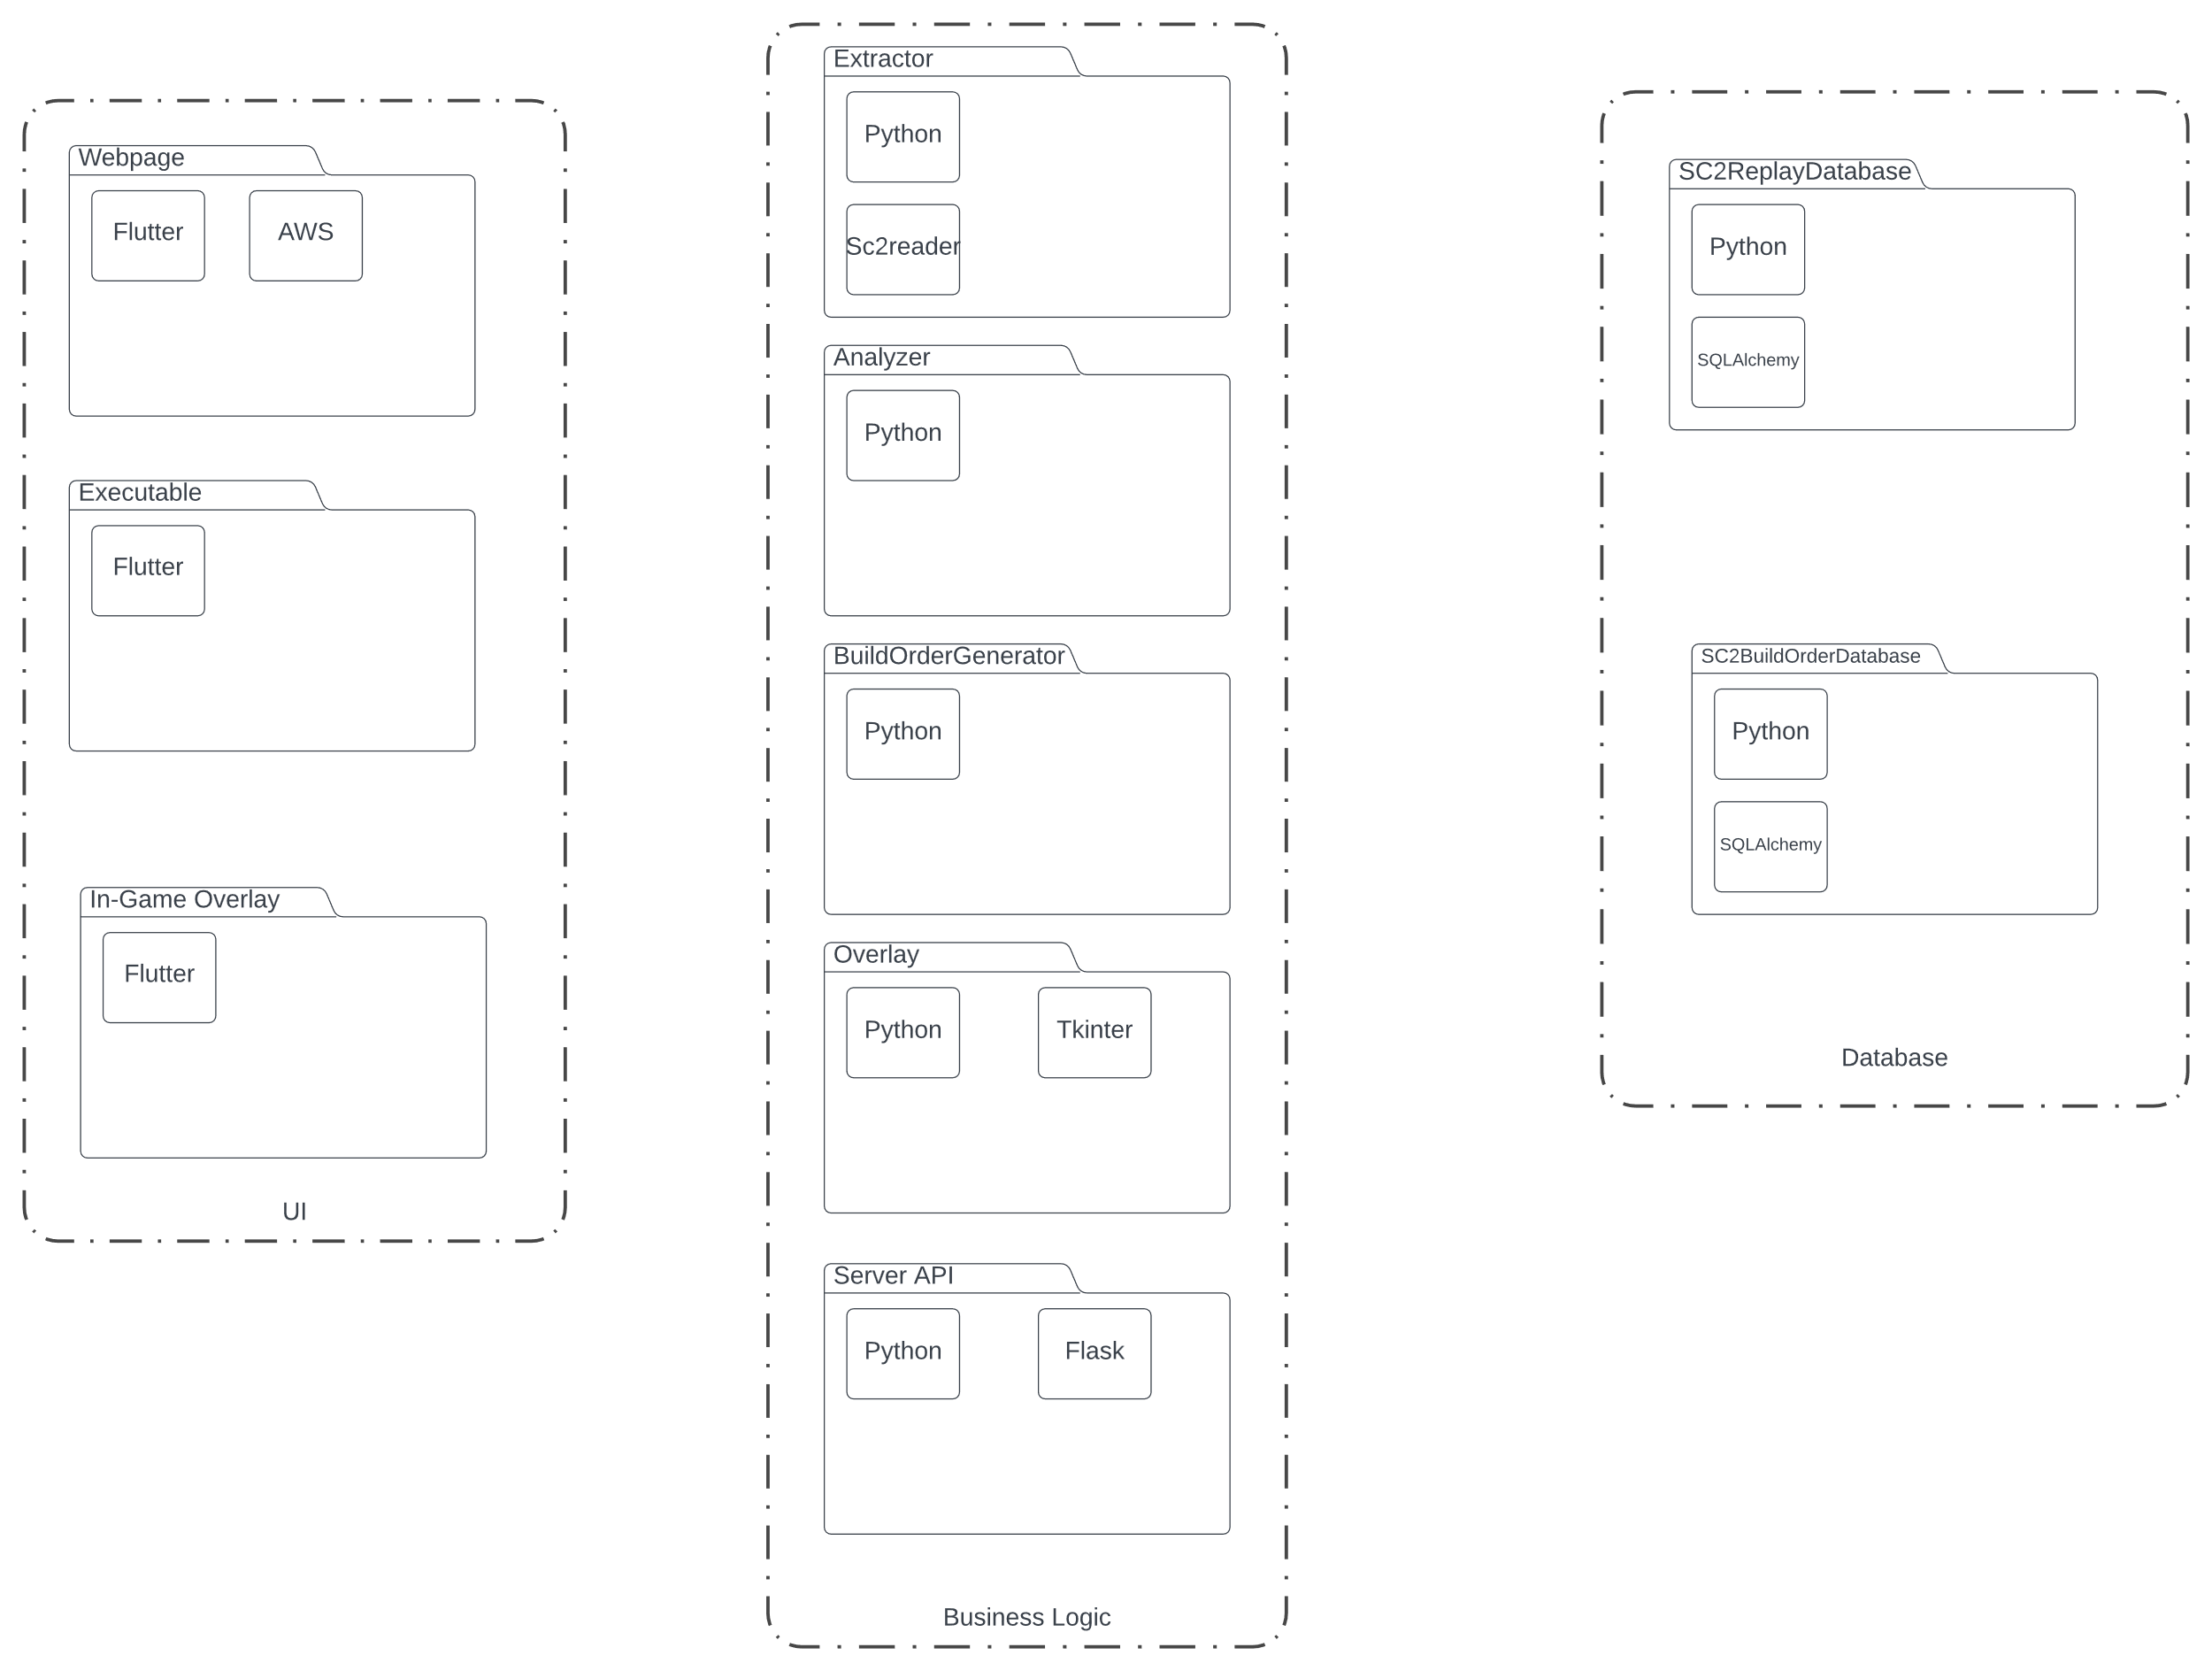 Webpage
Flutter
AWS
Executable
Flutter
In-Game Overlay
Flutter
UI
Extractor
Python
Sc2reader
Analyzer
Python
BuildOrderGenerator
Python
Overlay
Python
Tkinter
Server API
Python
Flask
Business Logic
SC2ReplayDatabase
Python
SQLAlchemy
SC2BuildOrderDatabase
Python
SQLAlchemy
Database